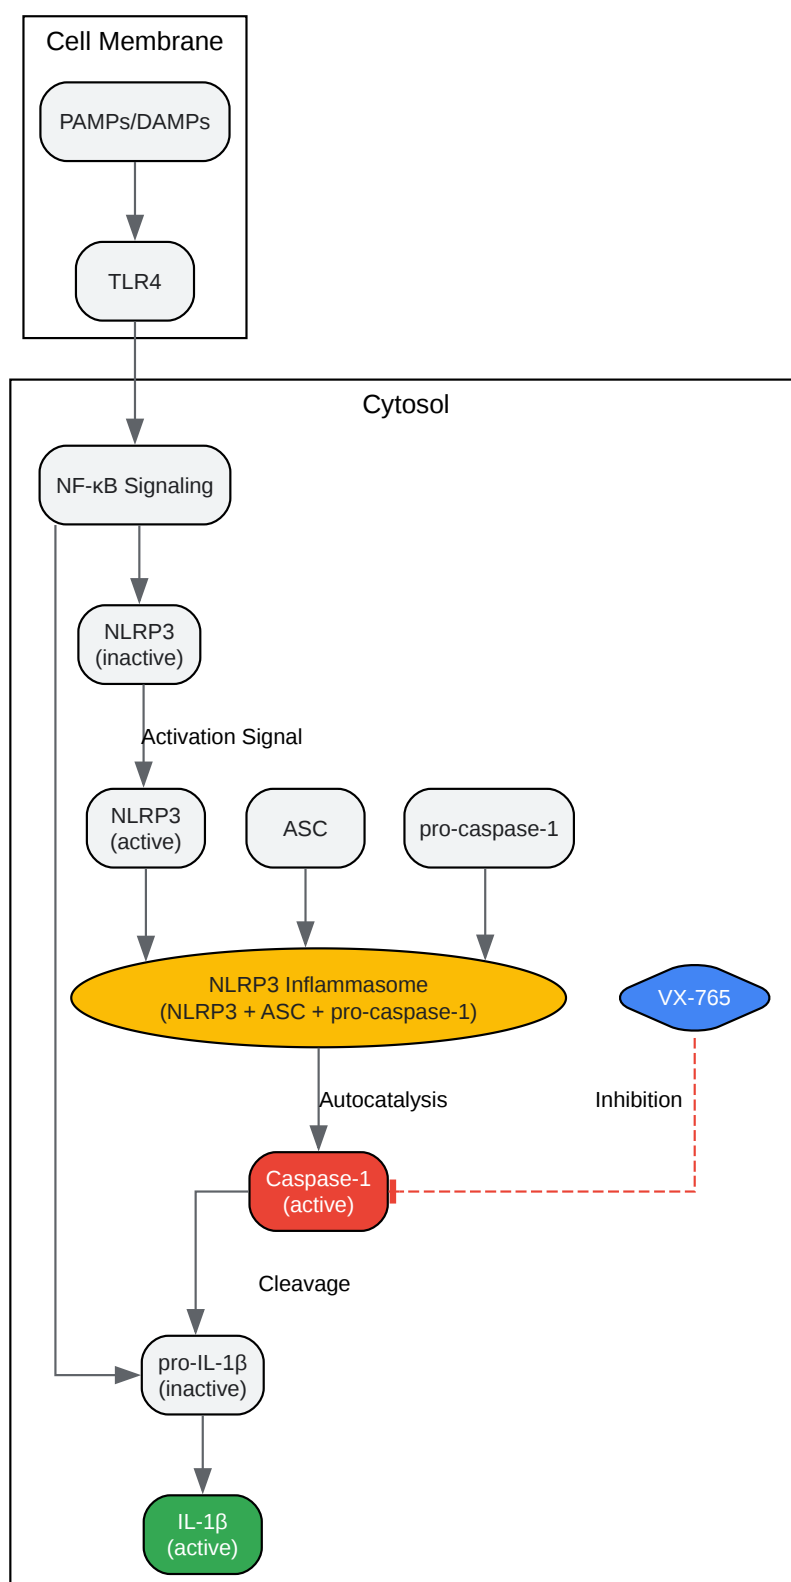 Cell Membrane
PAMPs/DAMPs
TLR4
Cytosol
NF-κB Signaling
NLRP3
(inactive)
Activation Signal
NLRP3
(active)
ASC
pro-caspase-1
NLRP3 Inflammasome
(NLRP3 + ASC + pro-caspase-1)
VX-765
Autocatalysis
Inhibition
Caspase-1
(active)
Cleavage
pro-IL-1β
(inactive)
IL-1β
(active)